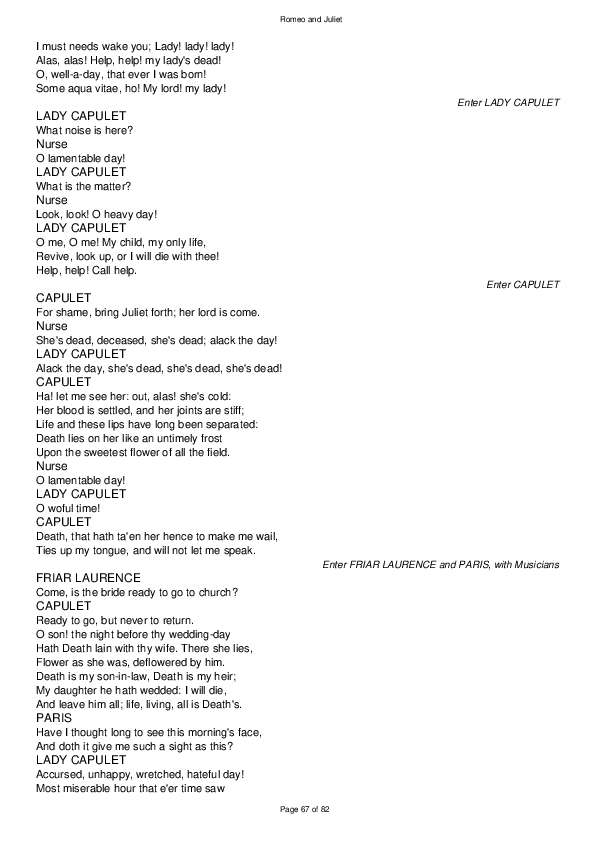 Romeo and Juliet
I must needs wake you; Lady! lady! lady!
Alas, alas! Help, help! my lady's dead!
O, well-a-day, that ever I was born!
Some aqua vitae, ho! My lord! my lady!
Enter LADY CAPULET
LADY CAPULET
What noise is here?
Nurse
O lamentable day!
LADY CAPULET
What is the matter?
Nurse
Look, look! O heavy day!
LADY CAPULET
O me, O me! My child, my only life,
Revive, look up, or I will die with thee!
Help, help! Call help.
Enter CAPULET
CAPULET
For shame, bring Juliet forth; her lord is come.
Nurse
She's dead, deceased, she's dead; alack the day!
LADY CAPULET
Alack the day, she's dead, she's dead, she's dead!
CAPULET
Ha! let me see her: out, alas! she's cold:
Her blood is settled, and her joints are stiff;
Life and these lips have long been separated:
Death lies on her like an untimely frost
Upon the sweetest flower of all the field.
Nurse
O lamentable day!
LADY CAPULET
O woful time!
CAPULET
Death, that hath ta'en her hence to make me wail,
Ties up my tongue, and will not let me speak.
Enter FRIAR LAURENCE and PARIS, with Musicians
FRIAR LAURENCE
Come, is the bride ready to go to church?
CAPULET
Ready to go, but never to return.
O son! the night before thy wedding-day
Hath Death lain with thy wife. There she lies,
Flower as she was, deflowered by him.
Death is my son-in-law, Death is my heir;
My daughter he hath wedded: I will die,
And leave him all; life, living, all is Death's.
PARIS
Have I thought long to see this morning's face,
And doth it give me such a sight as this?
LADY CAPULET
Accursed, unhappy, wretched, hateful day!
Most miserable hour that e'er time saw
Page 67 of 82